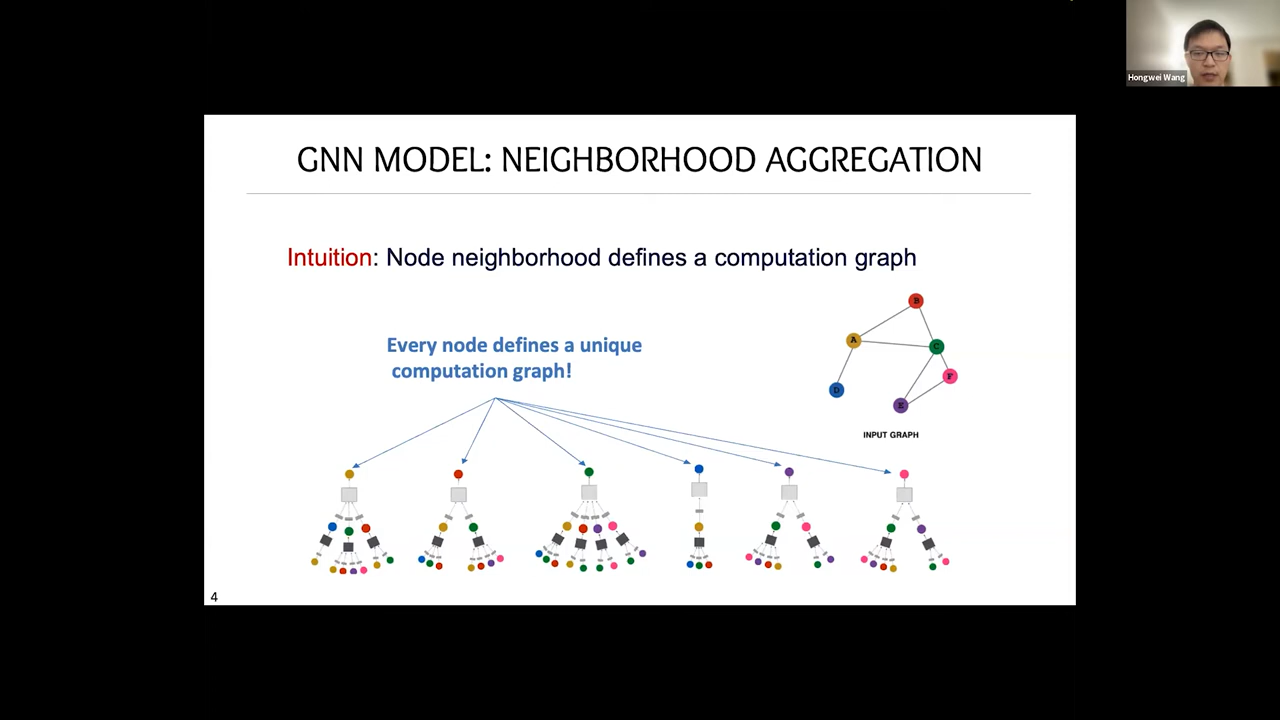 Hongwei Wang
GNN MODEL: NEIGHBORHOOD AGGREGATION
Intuition: Node neighborhood defines a computation graph
Every node defines a unique
computation graph!
B
A
C
F
D
E
INPUT GRAPH
4